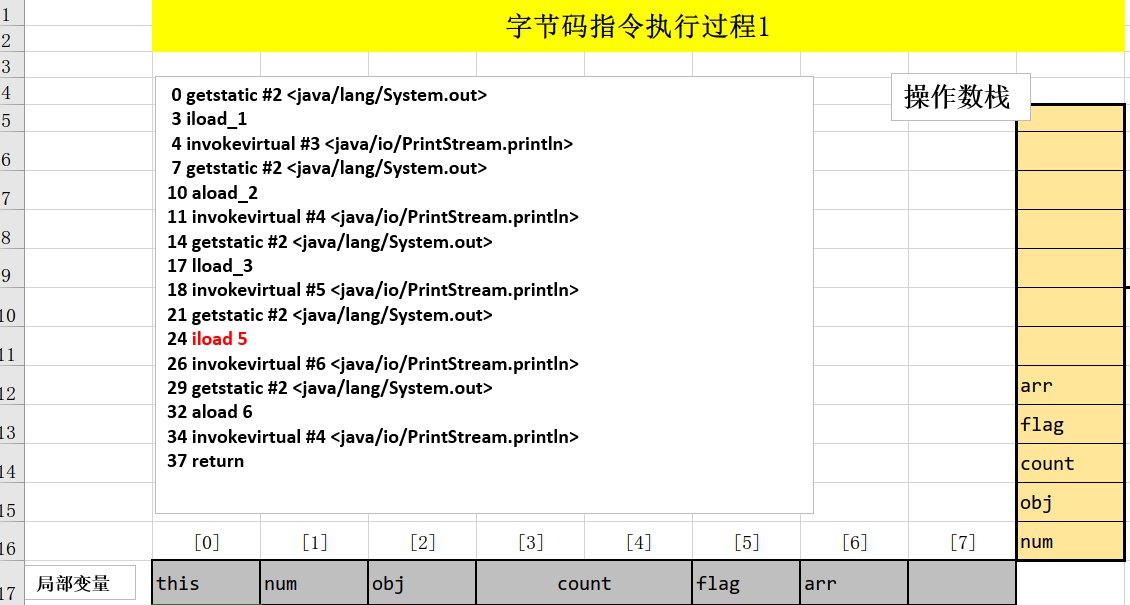 字节码指令执行过程1
操作数栈
0 getstatic #2 <java/lang/System.out>
3 iload_1
4 invokevirtual #3 <java/io/PrintStream.println>
7 getstatic #2 <java/lang/System.out>
10 aload_2
11 invokevirtual #4 <java/io/PrintStream.println>
14 getstatic #2 <java/lang/System.out>
17 lload_3
18 invokevirtual #5 <java/io/PrintStream.println>
21 getstatic #2 <java/lang/System.out>
24 iload 5
26 invokevirtual #6 <java/io/PrintStream.println>
29 getstatic #2 <java/lang/System.out>
32 aload 6
34 invokevirtual #4 <java/io/PrintStream.println>
37 return
arr
flag
count
obj
num
[0] [1] [2] [3] [4] [5] [6] [7]
局部变量 this num obj count flag arr
1
2
3
4
5
6
7
8
9
10
11
12
13
14
15
16
17